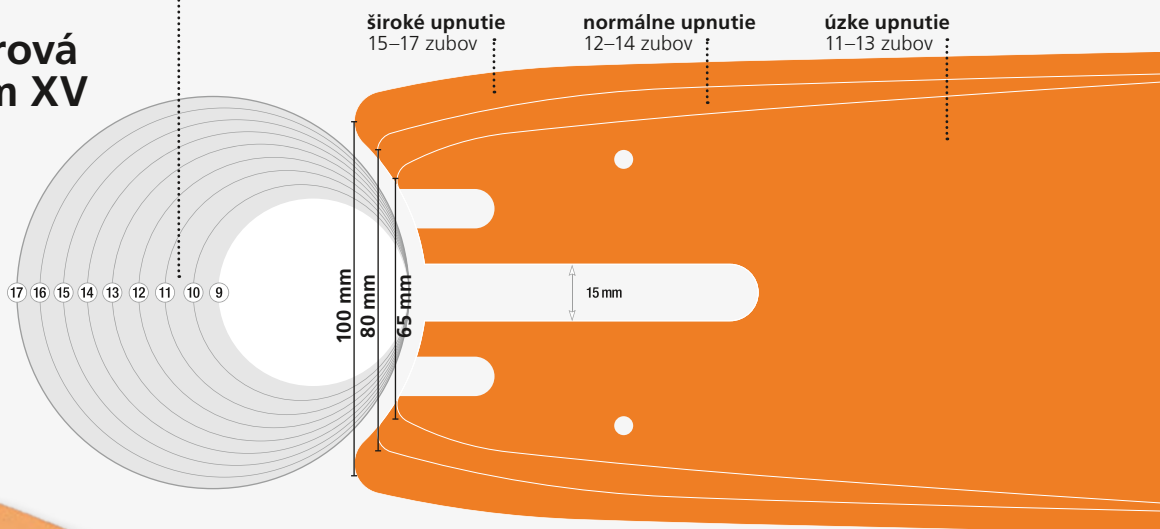 rová
m XV
široké upnutie
15–17 zubov
normálne upnutie
12–14 zubov
úzke upnutie
11–13 zubov
17 16 15 14 13 12 11 10 9
100 mm
80 mm
65 mm
15 mm